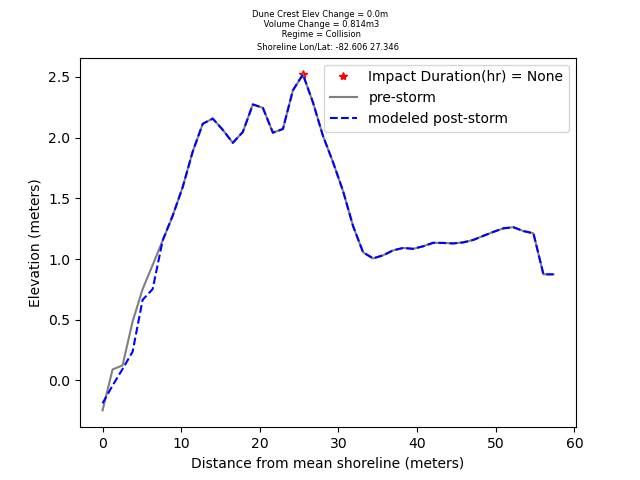 Dune Crest Elev Change = 0.0m
Volume Change = 0.814m3
Regime = Collision
Shoreline Lon/Lat: -82.606 27.346
Impact Duration(hr) = None
pre-storm
modeled post-storm
Elevation (meters)
2.5
2.0
1.5
1.0
0.5
0.0
0 10 20 30 40 50 60
Distance from mean shoreline (meters)